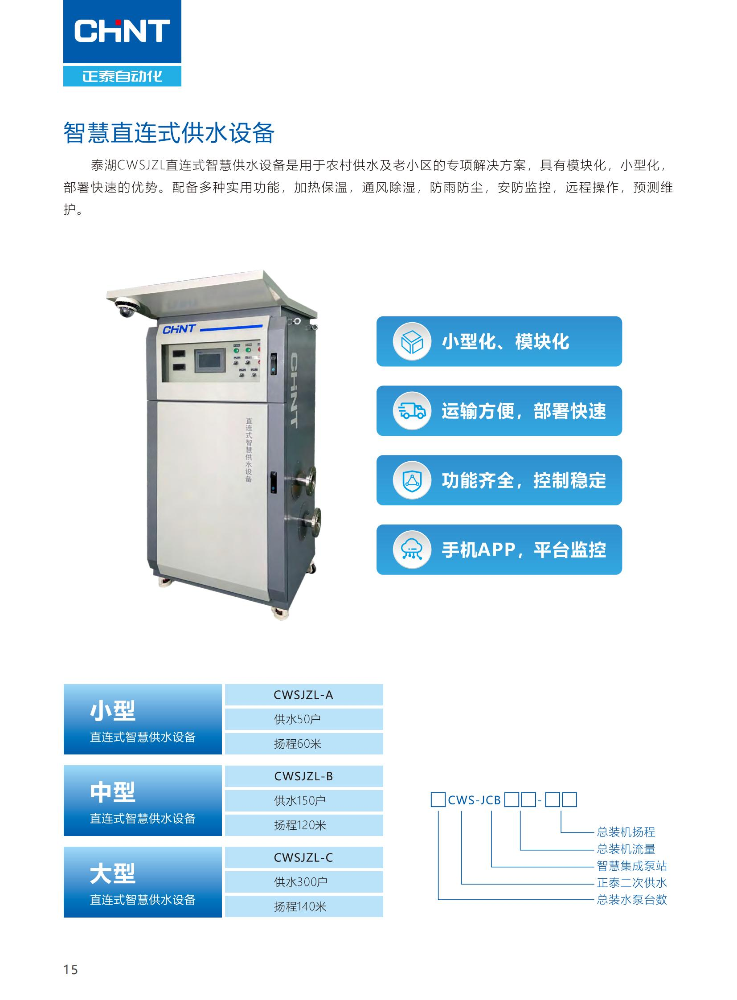 CHNT
正泰自动化
智慧直连式供水设备
泰湖CWSJZL直连式智慧供水设备是用于农村供水及老小区的专项解决方案，具有模块化，小型化，
部署快速的优势。配备多种实用功能，加热保温，通风除湿，防雨防尘，安防监控，远程操作，预测维
护。
CHNT
CHNT
直连式智慧供水设备
小型化、模块化
运输方便，部署快速
功能齐全，控制稳定
手机APP，平台监控
小型
直连式智慧供水设备
CWSJZL-A
供水50户
扬程60米
中型
直连式智慧供水设备
CWSJZL-B
供水150户
扬程120米
大型
直连式智慧供水设备
CWSJZL-C
供水300户
扬程140米
□CWS-JCB□□-□□
总装机扬程
总装机流量
智慧集成泵站
正泰二次供水
总装水泵台数
15